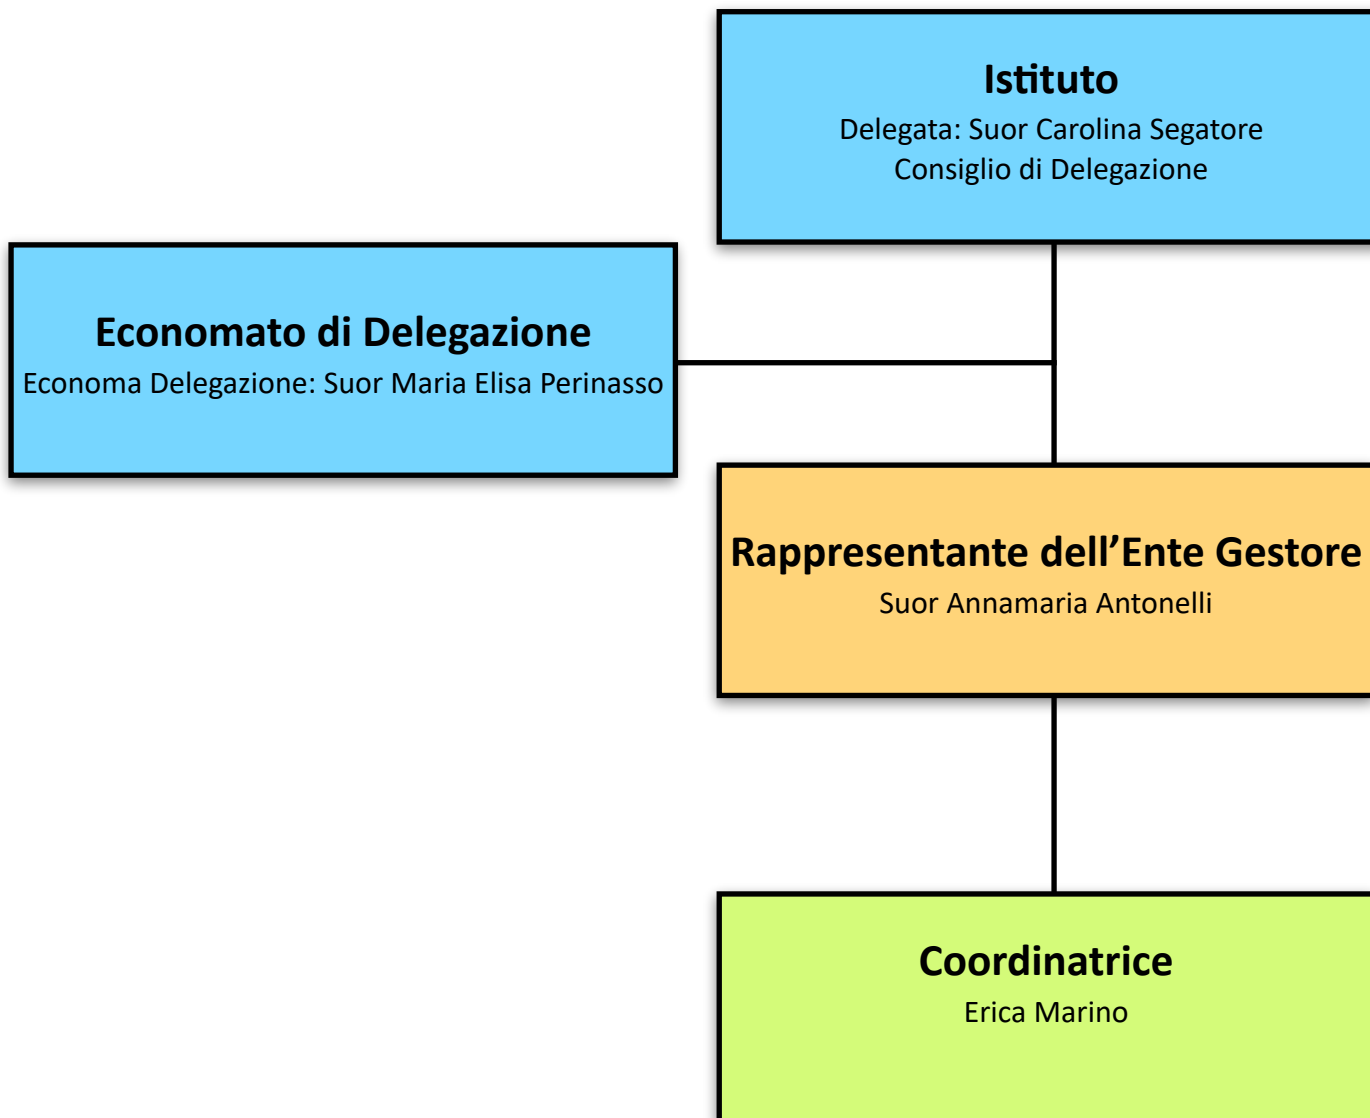 Istituto
Delegata: Suor Carolina Segatore
Consiglio di Delegazione
Economato di Delegazione
Economa Delegazione: Suor Maria Elisa Perinasso
Rappresentante dell’Ente Gestore
Suor Annamaria Antonelli
Coordinatrice
Erica Marino